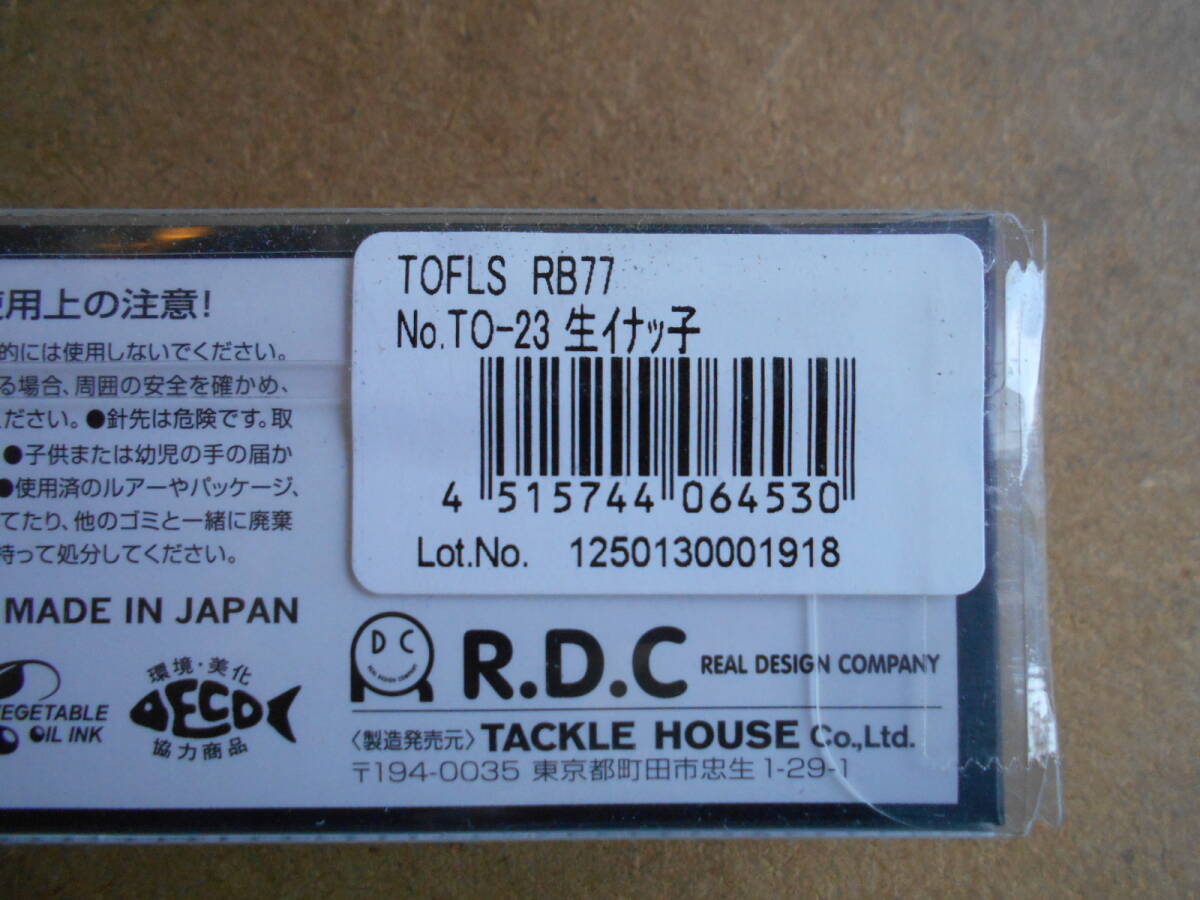 使用上の注意!
的には使用しないでください。
る場合、周囲の安全を確かめ、
ください。●針先は危険です。取
●子供または幼児の手の届か
●使用済のルアーやパッケージ、
てたり、他のゴミと一緒に廃棄
持って処分してください。
MADE IN JAPAN
VEGETABLE
OIL INK
環境・美化
ECO
協力商品
TOFLS RB77
No.TO-23 生イナッ子
4 515744 064530
Lot.No. 1250130001918
D C
REAL DESIGN COMPANY
R.D.C REAL DESIGN COMPANY
〈製造発売元〉TACKLE HOUSE Co.,Ltd.
〒194-0035 東京都町田市忠生1-29-1